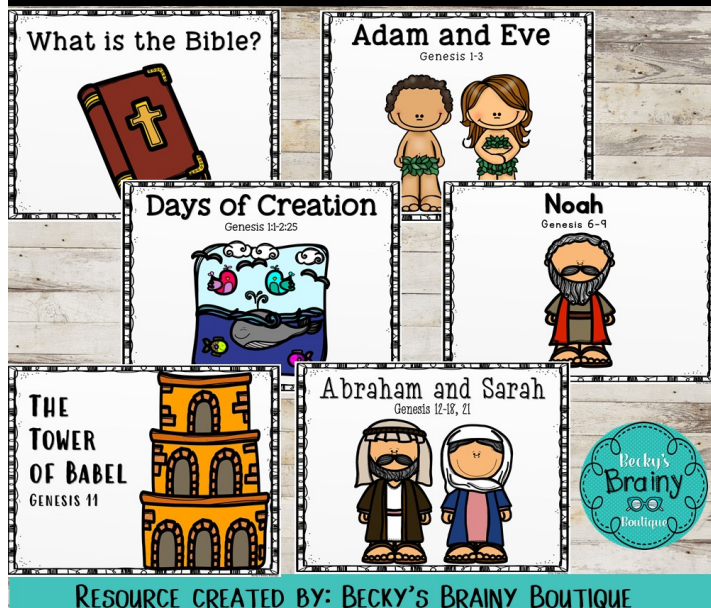 What is the Bible?
Adam and Eve
Genesis 1-3
Days of Creation
Genesis 1:1-2:25
Noah
Genesis 6-9
THE
TOWER
OF BABEL
GENESIS 11
Abraham and Sarah
Genesis 12-18, 21
Becky's
Brainy
Boutique
RESOURCE CREATED BY: BECKY'S BRAINY BOUTIQUE